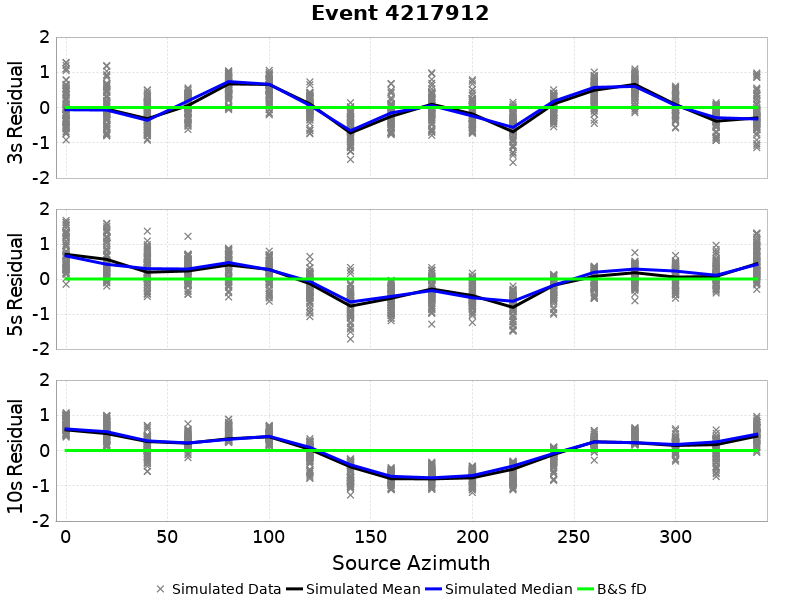 Event 4217912
2
1
0
-1
-2
3s Residual
2
1
0
-1
-2
5s Residual
2
1
0
-1
-2
10s Residual
0 50 100 150 200 250 300
Source Azimuth
Simulated Data Simulated Mean Simulated Median B&S fD